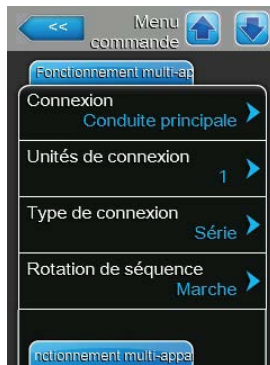 <<
Menu
commande
Fonctionnement multi-ap
Connexion
Conduite principale
Unités de connexion
1
Type de connexion
Série
Rotation de séquence
Marche
nctionnement multi-appa